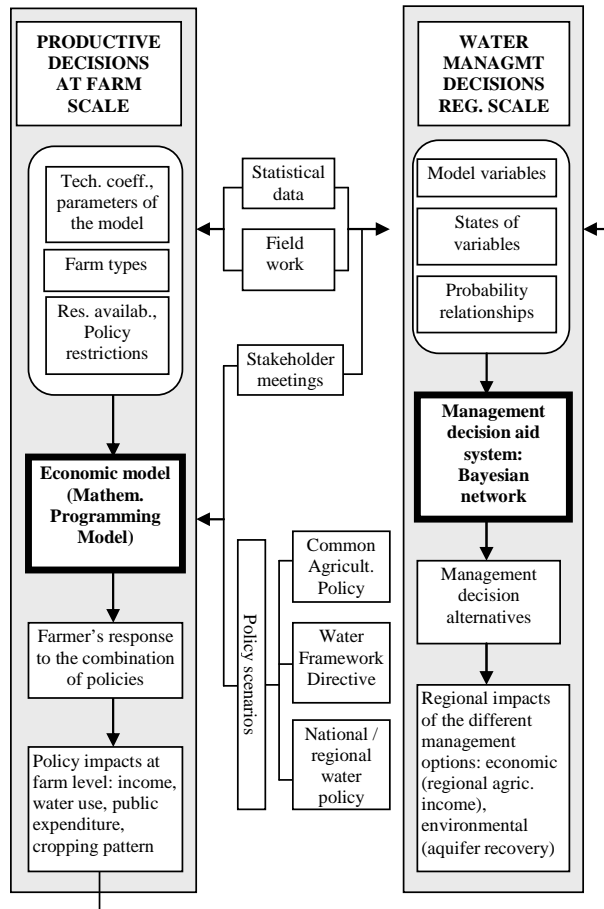 PRODUCTIVE
DECISIONS
AT FARM
SCALE
Tech. coeff.,
parameters of
the model
Farm types
Res. availab.,
Policy
restrictions
Economic model
(Mathem.
Programming
Model)
Farmer's response
to the combination
of policies
Policy impacts at
farm level: income,
water use, public
expenditure,
cropping pattern
Statistical
data
Field
work
Stakeholder
meetings
Policy scenarios
Common
Agricult.
Policy
Water
Framework
Directive
National /
regional
water
policy
WATER
MANAGMT
DECISIONS
REG. SCALE
Model variables
States of
variables
Probability
relationships
Management
decision aid
system:
Bayesian
network
Management
decision
alternatives
Regional impacts
of the different
management
options: economic
(regional agric.
income),
environmental
(aquifer recovery)